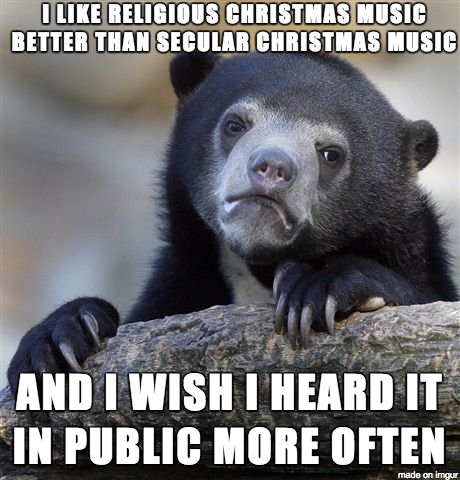 I LIKE RELIGIOUS CHRISTMAS MUSIC
BETTER THAN SECULAR CHRISTMAS MUSIC
AND I WISH I HEARD IT
IN PUBLIC MORE OFTEN
made on imgur